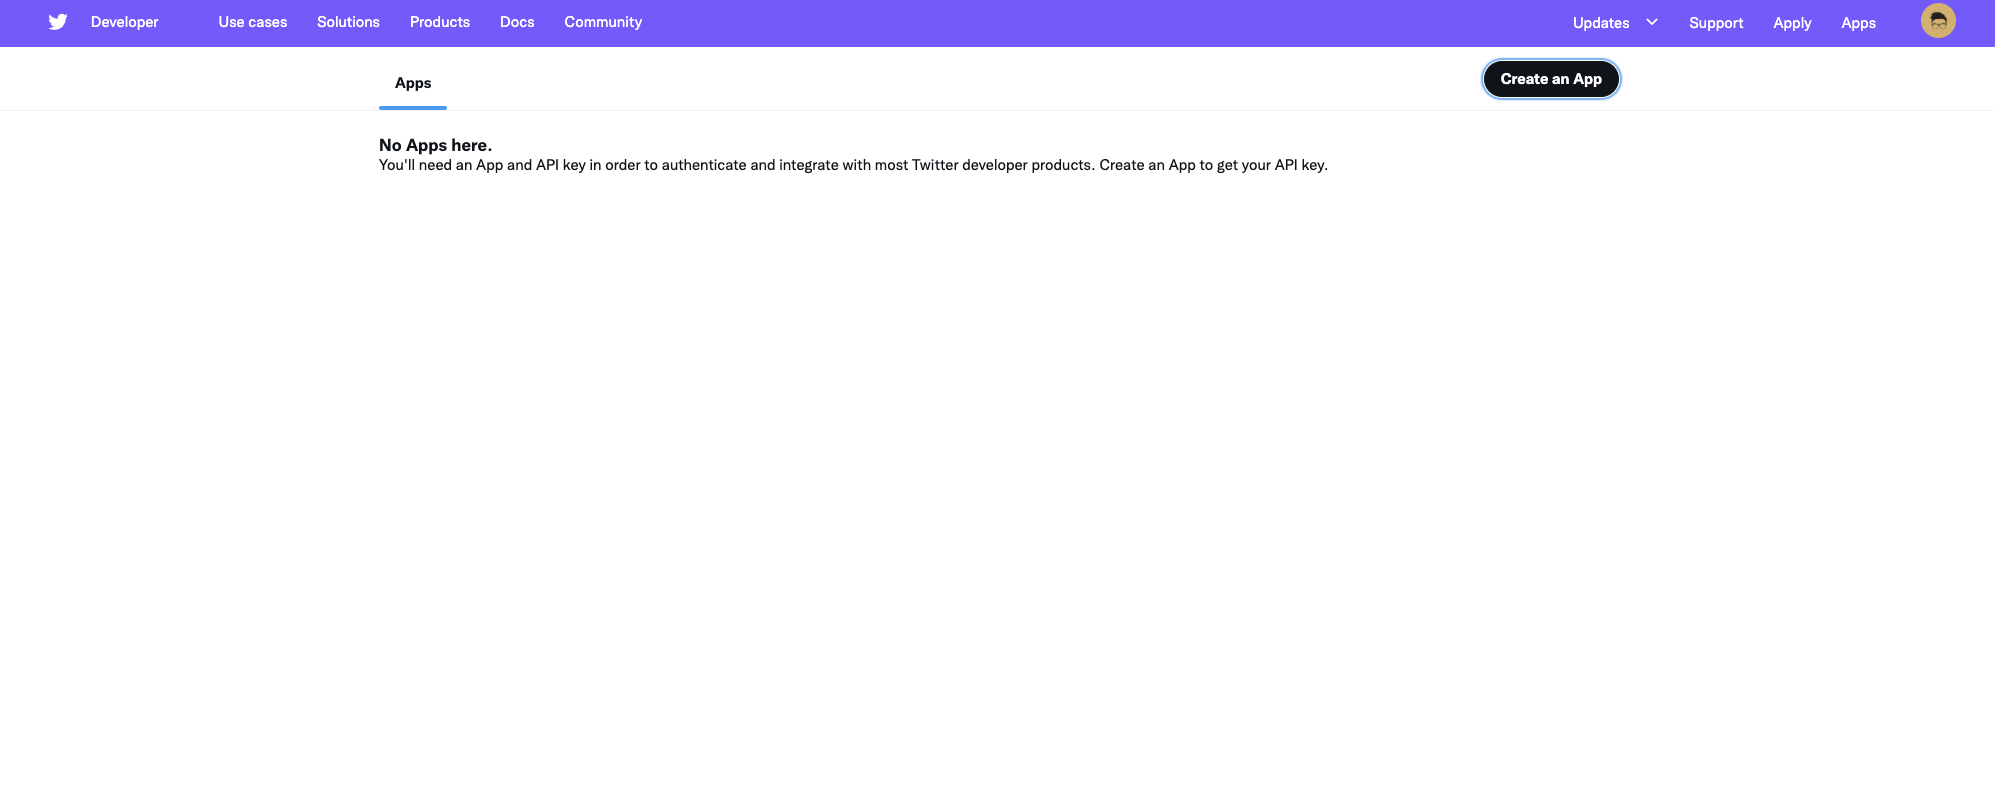 Developer Use cases Solutions Products Docs Community Updates Support Apply Apps
Apps Create an App
No Apps here.
You'll need an App and API key in order to authenticate and integrate with most Twitter developer products. Create an App to get your API key.